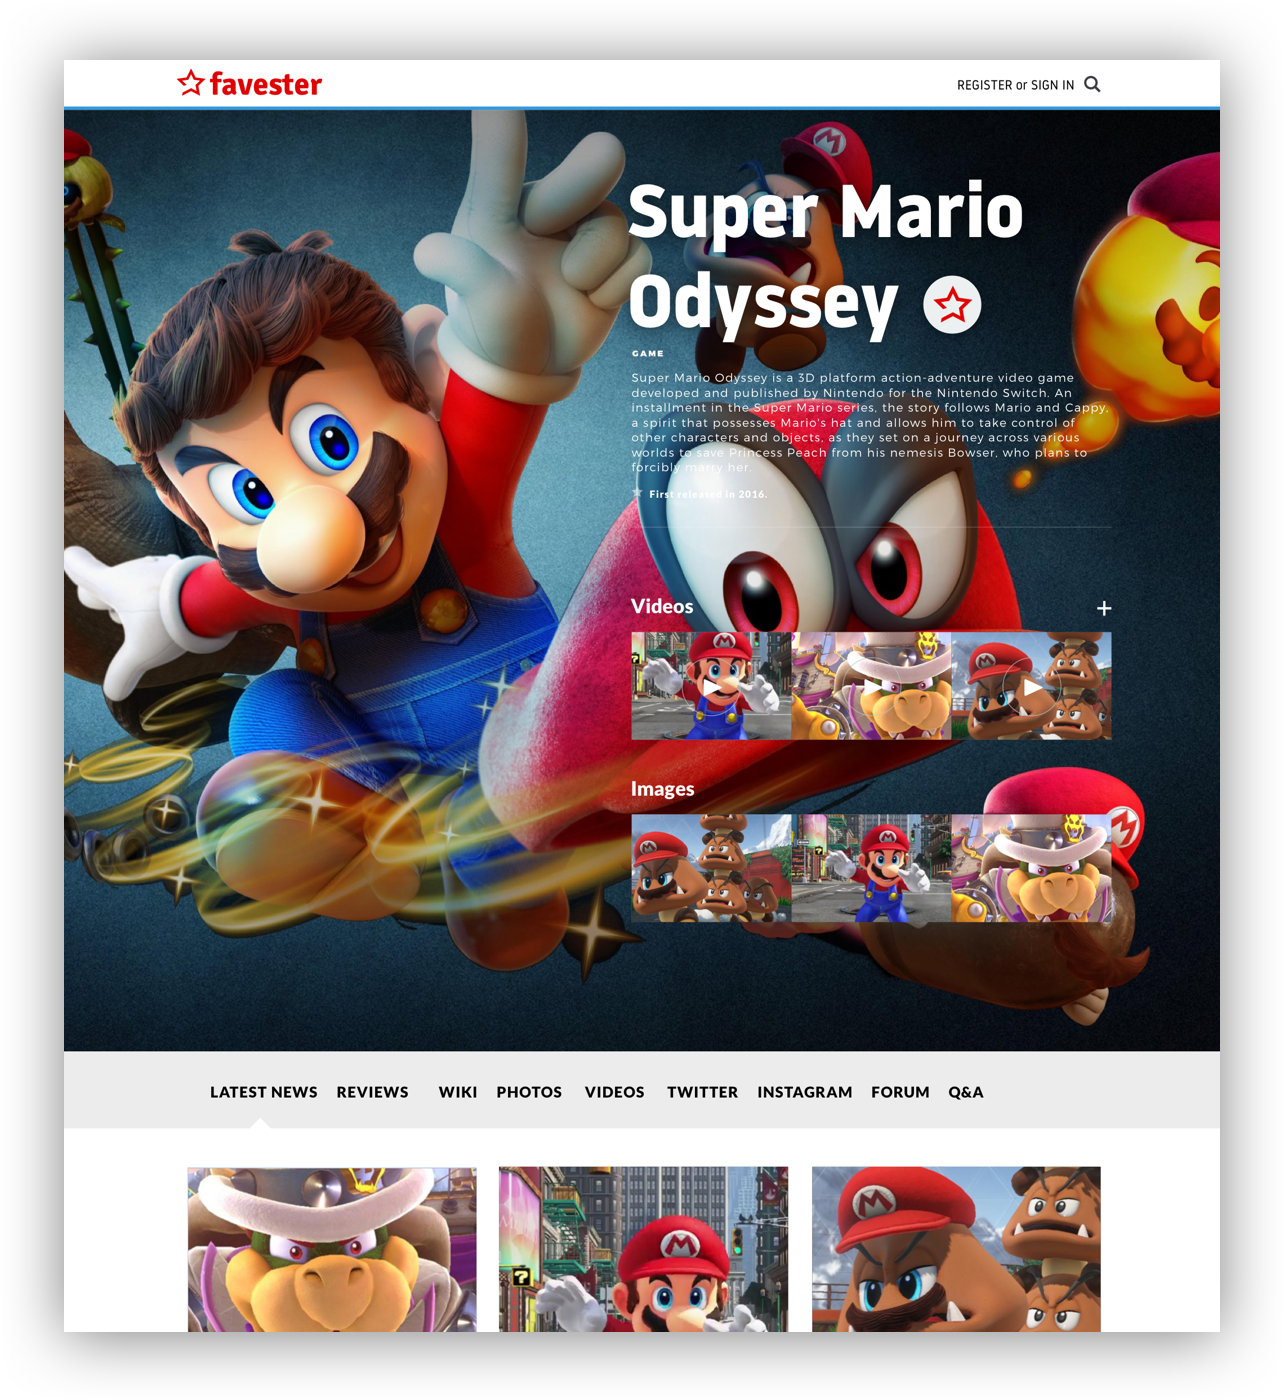 favester
REGISTER or SIGN IN
Super Mario
Odyssey
GAME
Super Mario Odyssey is a 3D platform action-adventure video game
developed and published by Nintendo for the Nintendo Switch. An
installment in the Super Mario series, the story follows Mario and Cappy,
a spirit that possesses Mario's hat and allows him to take control of
other characters and objects, as they set on a journey across various
worlds to save Princess Peach from his nemesis Bowser, who plans to
forcibly marry her.
First released in 2016.
Videos
+
Images
LATEST NEWS REVIEWS WIKI PHOTOS VIDEOS TWITTER INSTAGRAM FORUM Q&A